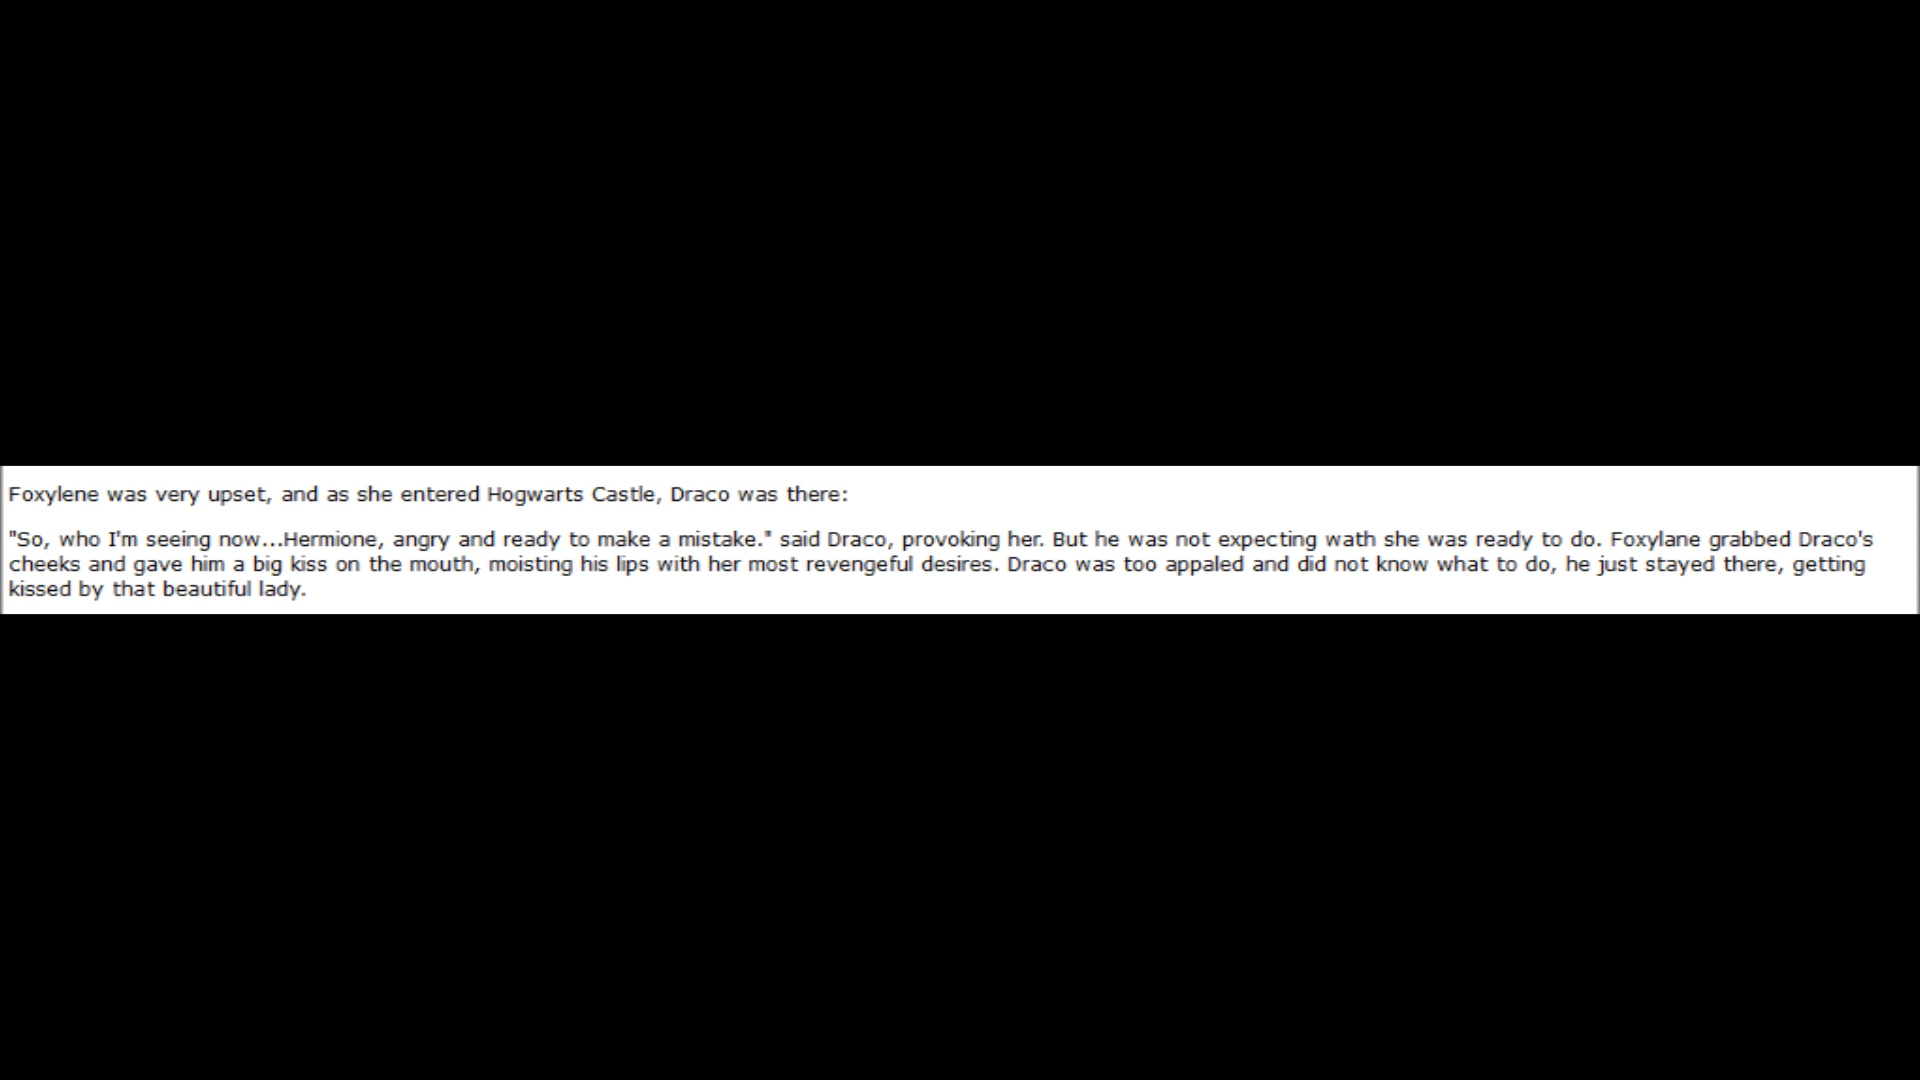 Foxylene was very upset, and as she entered Hogwarts Castle, Draco was there:
"So, who I'm seeing now...Hermione, angry and ready to make a mistake." said Draco, provoking her. But he was not expecting wath she was ready to do. Foxylane grabbed Draco's
cheeks and gave him a big kiss on the mouth, moisting his lips with her most revengeful desires. Draco was too appaled and did not know what to do, he just stayed there, getting
kissed by that beautiful lady.